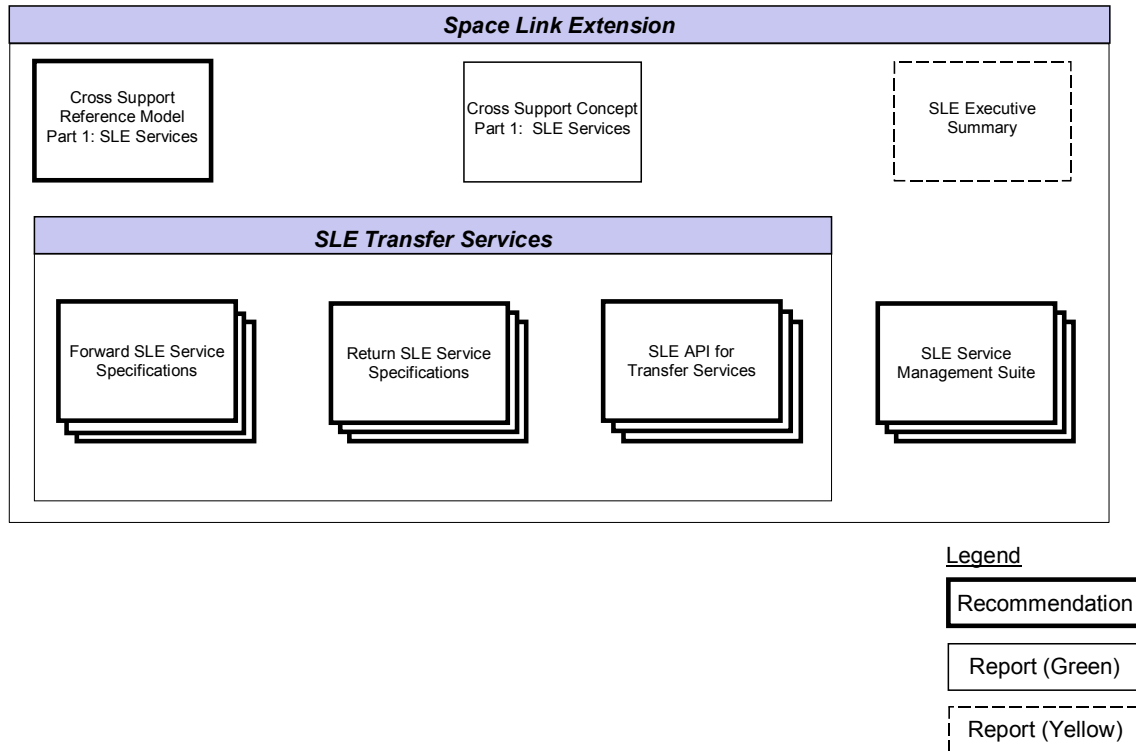 Space Link Extension
Cross Support
Reference Model
Part 1: SLE Services
Cross Support Concept
Part 1:  SLE Services
SLE Executive
Summary
SLE Transfer Services
Forward SLE Service
Specifications
Return SLE Service
Specifications
SLE API for
Transfer Services
SLE Service
Management Suite
Legend
Recommendation
Report (Green)
Report (Yellow)